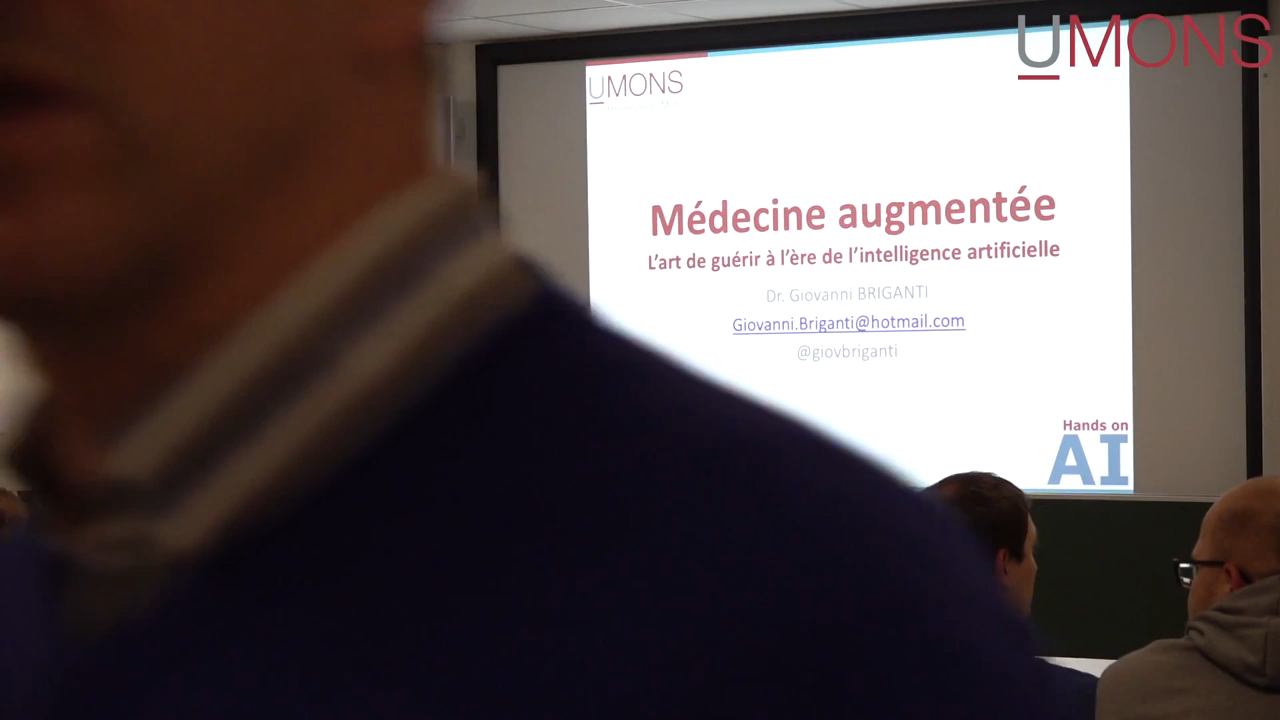 UMONS
UMONS
Médecine augmentée
L'art de guérir à l'ère de l'intelligence artificielle
Dr. Giovanni BRIGANTI
Giovanni.Briganti@hotmail.com
@giovbriganti
Hands on
AI